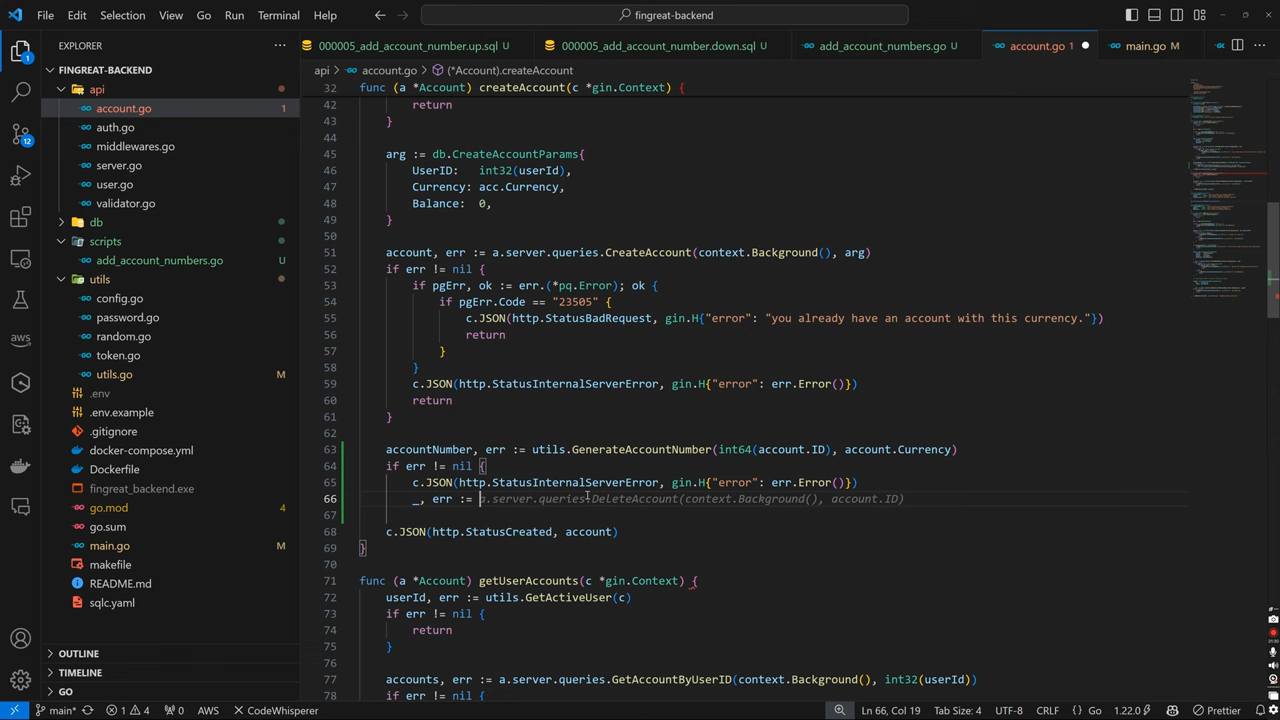 File Edit Selection View Go Run Terminal Help
fingreat-backend
EXPLORER
000005_add_account_number.up.sql U
000005_add_account_number.down.sql U
add_account_numbers.go U
account.go 1
main.go M
FINGREAT-BACKEND
api > account.go > (*Account).createAccount
api
account.go 1
auth.go
middlewares.go
server.go
user.go
validator.go
db
scripts
add_account_numbers.go U
utils
config.go
password.go
random.go
token.go
utils.go M
.env
.env.example
.gitignore
docker-compose.yml
Dockerfile
fingreat_backend.exe
go.mod
go.sum
main.go M
makefile
README.md
sqlc.yaml
OUTLINE
TIMELINE
GO
32 func (a *Account) createAccount(c *gin.Context) {
42 return
43 }
44
45 arg := db.CreateAccountParams{
46 UserID: int32(userId),
47 Currency: acc.Currency,
48 Balance: 0,
49 }
50
51 account, err := a.server.queries.CreateAccount(context.Background(), arg)
52 if err != nil {
53 if pgErr, ok := err.(*pq.Error); ok {
54 if pgErr.Code == "23505" {
55 c.JSON(http.StatusBadRequest, gin.H{"error": "you already have an account with this currency."})
56 return
57 }
58 }
59 c.JSON(http.StatusInternalServerError, gin.H{"error": err.Error()})
60 return
61 }
62
63 accountNumber, err := utils.GenerateAccountNumber(int64(account.ID), account.Currency)
64 if err != nil {
65 c.JSON(http.StatusInternalServerError, gin.H{"error": err.Error()})
66 _, err := a.server.queries.DeleteAccount(context.Background(), account.ID)
67
68 c.JSON(http.StatusCreated, account)
69 }
70
71 func (a *Account) getUserAccounts(c *gin.Context) {
72 userId, err := utils.GetActiveUser(c)
73 if err != nil {
74 return
75 }
76
77 accounts, err := a.server.queries.GetAccountByUserID(context.Background(), int32(userId))
78 if err != nil {
main* 1 4 0 AWS CodeWhisperer
Ln 66, Col 19 Tab Size: 4 UTF-8 CRLF Go 1.22.0 Prettier